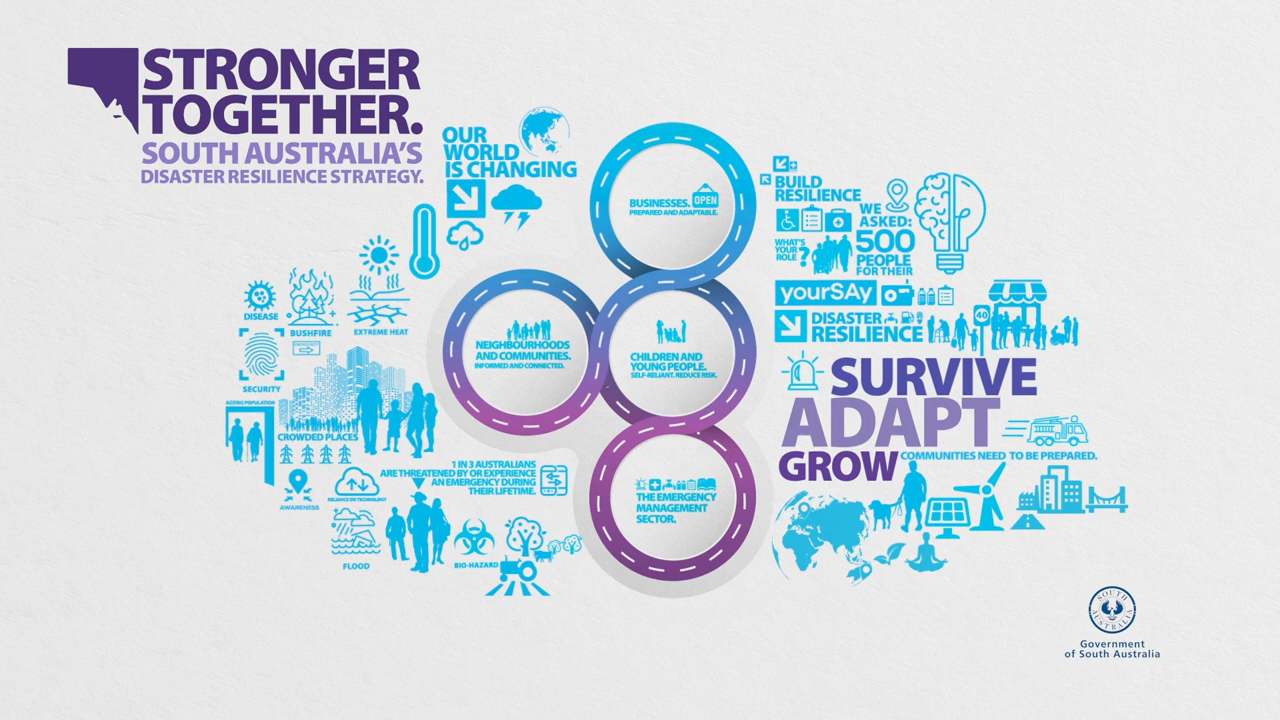 STRONGER
TOGETHER.
SOUTH AUSTRALIA'S
DISASTER RESILIENCE STRATEGY.
OUR
WORLD
IS CHANGING
DISEASE
BUSHFIRE
EXTREME HEAT
EMERGENCY
SECURITY
AGEING POPULATION
CROWDED PLACES
1 IN 3 AUSTRALIANS
ARE THREATENED BY OR EXPERIENCE
AN EMERGENCY DURING
THEIR LIFETIME.
AWARENESS
RELIANCE ON TECHNOLOGY
FLOOD
BIO-HAZARD
BUSINESSES. OPEN
PREPARED AND ADAPTABLE.
NEIGHBOURHOODS
AND COMMUNITIES.
INFORMED AND CONNECTED.
CHILDREN AND
YOUNG PEOPLE.
SELF-RELIANT. REDUCE RISK.
THE EMERGENCY
MANAGEMENT
SECTOR.
BUILD
RESILIENCE
WE
ASKED:
500
PEOPLE
FOR THEIR
WHAT'S
YOUR
ROLE ?
yourSAy
DISASTER
RESILIENCE
40
SURVIVE
ADAPT
GROW
COMMUNITIES NEED TO BE PREPARED.
SOUTH
AUSTRALIA
Government
of South Australia